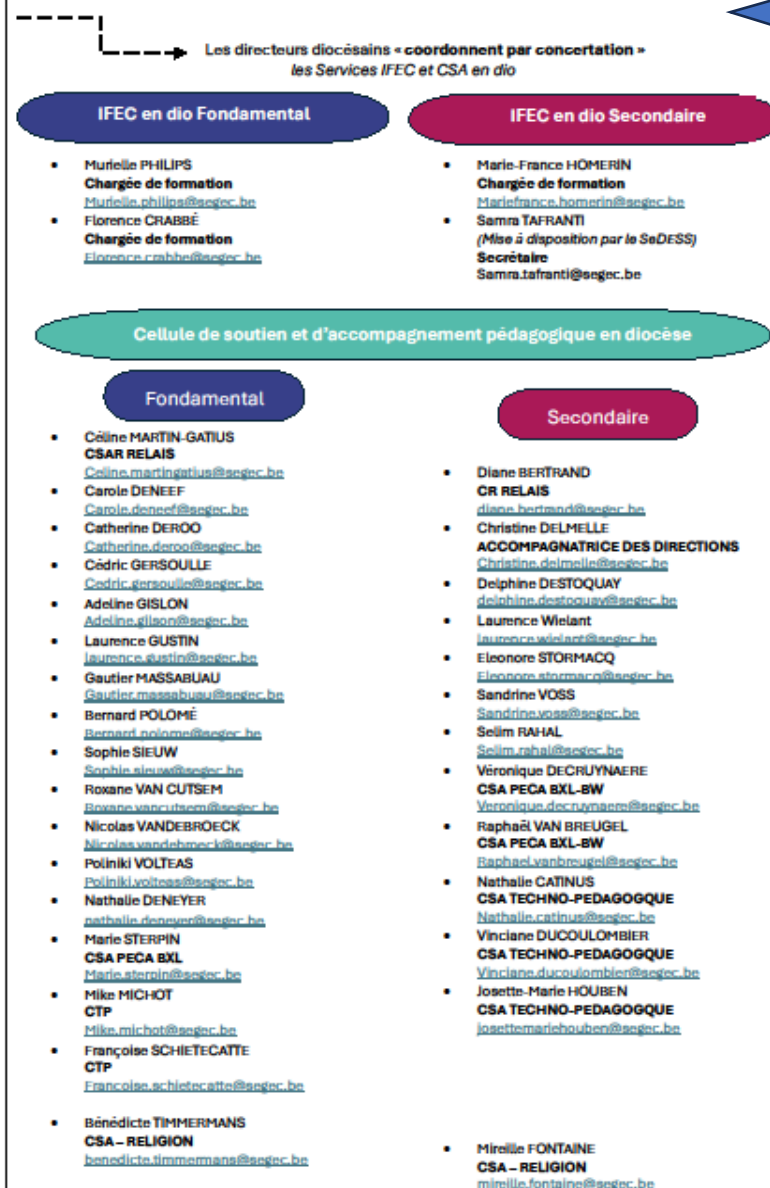 Les directeurs diocésains « coordonnent par concertation »
les Services IFEC et CSA en dio
IFEC en dio Fondamental
• Murielle PHILIPS
Chargée de formation
Murielle.philips@segec.be
• Florence CRABBÉ
Chargée de formation
Florence.crabbe@segec.be
IFEC en dio Secondaire
• Marie-France HOMERIN
Chargée de formation
Mariefrance.homerin@segec.be
• Samra TAFRANTI
(Mise à disposition par le SeDESS)
Secrétaire
Samra.tafranti@segec.be
Cellule de soutien et d'accompagnement pédagogique en diocèse
Fondamental
• Céline MARTIN-GATIUS
CSAR RELAIS
Celine.martingatius@segec.be
• Carole DENEEF
Carole.deneef@segec.be
• Catherine DEROO
Catherine.deroo@segec.be
• Cédric GERSOULLE
Cedric.gersoulle@segec.be
• Adeline GISLON
Adeline.gilson@segec.be
• Laurence GUSTIN
laurence.gustin@segec.be
• Gautier MASSABUAU
Gautier.massabuau@segec.be
• Bernard POLOMÉ
Bernard.polome@segec.be
• Sophie SIEUW
Sophie.sieuw@segec.be
• Roxane VAN CUTSEM
Roxane.vancutsem@segec.be
• Nicolas VANDEBROECK
Nicolas.vandebroeck@segec.be
• Poliniki VOLTEAS
Poliniki.volteas@segec.be
• Nathalie DENEYER
nathalie.deneyer@segec.be
• Marie STERPIN
CSA PECA BXL
Marie.sterpin@segec.be
• Mike MICHOT
CTP
Mike.michot@segec.be
• Françoise SCHIETECATTE
CTP
Francoise.schietecatte@segec.be
• Bénédicte TIMMERMANS
CSA – RELIGION
benedicte.timmermans@segec.be
Secondaire
• Diane BERTRAND
CR RELAIS
diane.bertrand@segec.be
• Christine DELMELLE
ACCOMPAGNATRICE DES DIRECTIONS
Christine.delmelle@segec.be
• Delphine DESTOQUAY
delphine.destoquay@segec.be
• Laurence Wielant
laurence.wielant@segec.be
• Eleonore STORMACQ
Eleonore.stormacq@segec.be
• Sandrine VOSS
Sandrine.voss@segec.be
• Selim RAHAL
Selim.rahal@segec.be
• Véronique DECRUYNAERE
CSA PECA BXL-BW
Veronique.decruynaere@segec.be
• Raphaël VAN BREUGEL
CSA PECA BXL-BW
Raphael.vanbreugel@segec.be
• Nathalie CATINUS
CSA TECHNO-PEDAGOGQUE
Nathalie.catinus@segec.be
• Vinciane DUCOULOMBIER
CSA TECHNO-PEDAGOGQUE
Vinciane.ducoulombier@segec.be
• Josette-Marie HOUBEN
CSA TECHNO-PEDAGOGQUE
josettemariehouben@segec.be
• Mireille FONTAINE
CSA – RELIGION
mireille.fontaine@segec.be